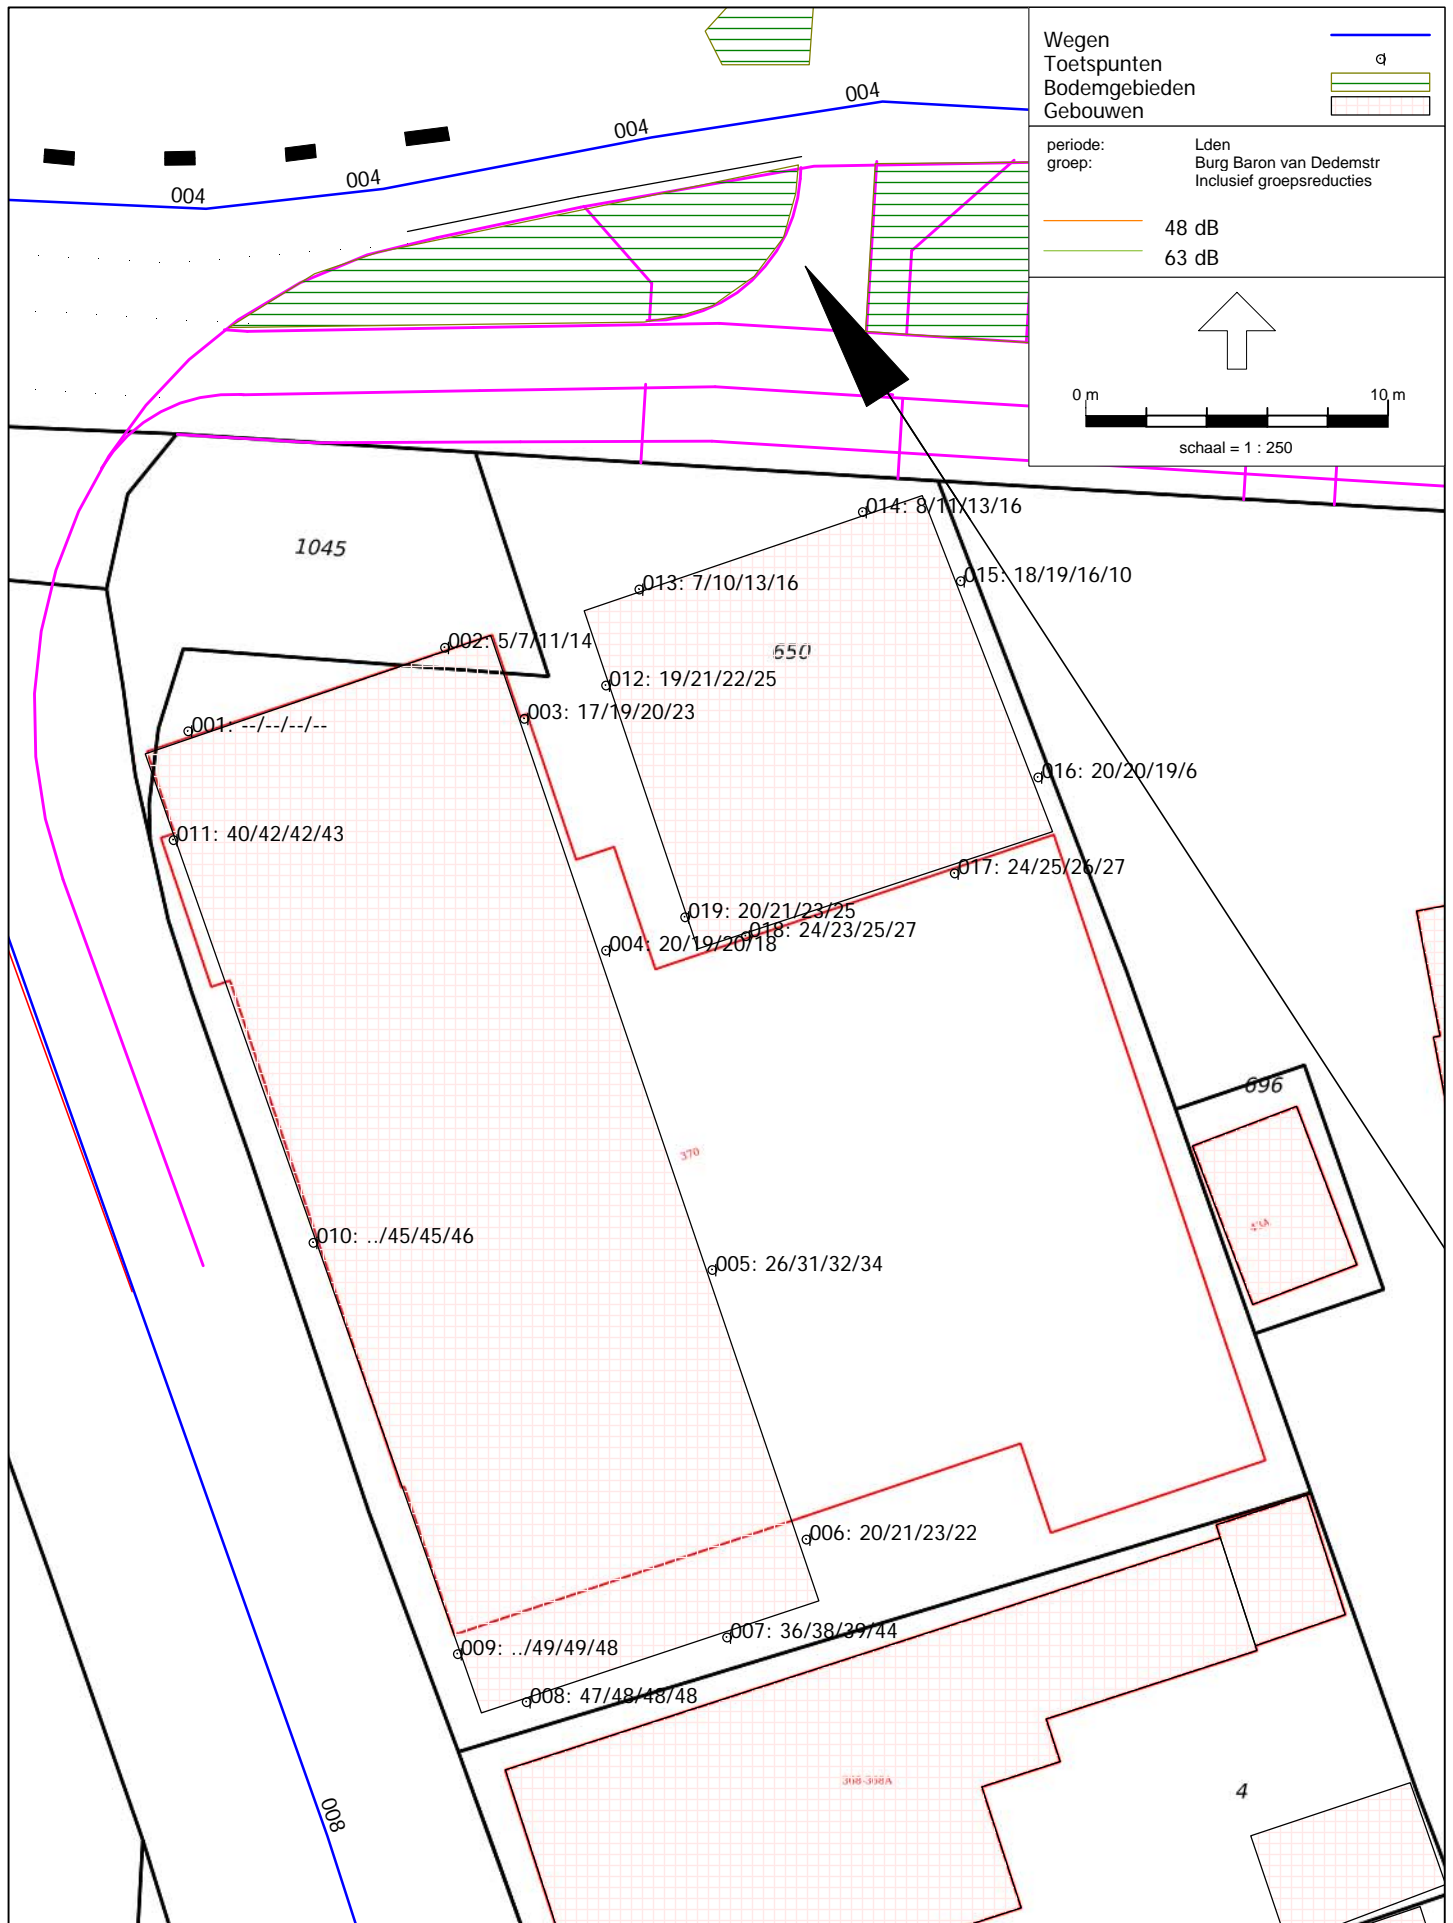 Wegen
Toetspunten
Bodemgebieden
Gebouwen
periode: Lden
groep: Burg Baron van Dedemstr
Inclusief groepsreducties
48 dB
63 dB
0 m 10 m
schaal = 1 : 250
004
004
004
004
1045
014: 8/11/13/16
015: 18/19/16/10
013: 7/10/13/16
002: 5/7/11/14
650
012: 19/21/22/25
003: 17/19/20/23
001: --/--/--/--
016: 20/20/19/6
011: 40/42/42/43
017: 24/25/26/27
019: 20/21/23/25
018: 24/23/25/27
004: 20/19/20/18
696
370
010: ../45/45/46
005: 26/31/32/34
006: 20/21/23/22
007: 36/38/39/44
009: ../49/49/48
008: 47/48/48/48
308-308A
4
008